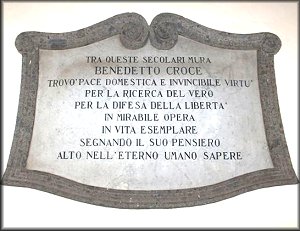 TRA QUESTE SECOLARI MURA
BENEDETTO CROCE
TROVO' PACE DOMESTICA E INVINCIBILE VIRTU'
PER LA RICERCA DEL VERO
PER LA DIFESA DELLA LIBERTA'
IN MIRABILE OPERA
IN VITA ESEMPLARE
SEGNANDO IL SUO PENSIERO
ALTO NELL'ETERNO UMANO SAPERE